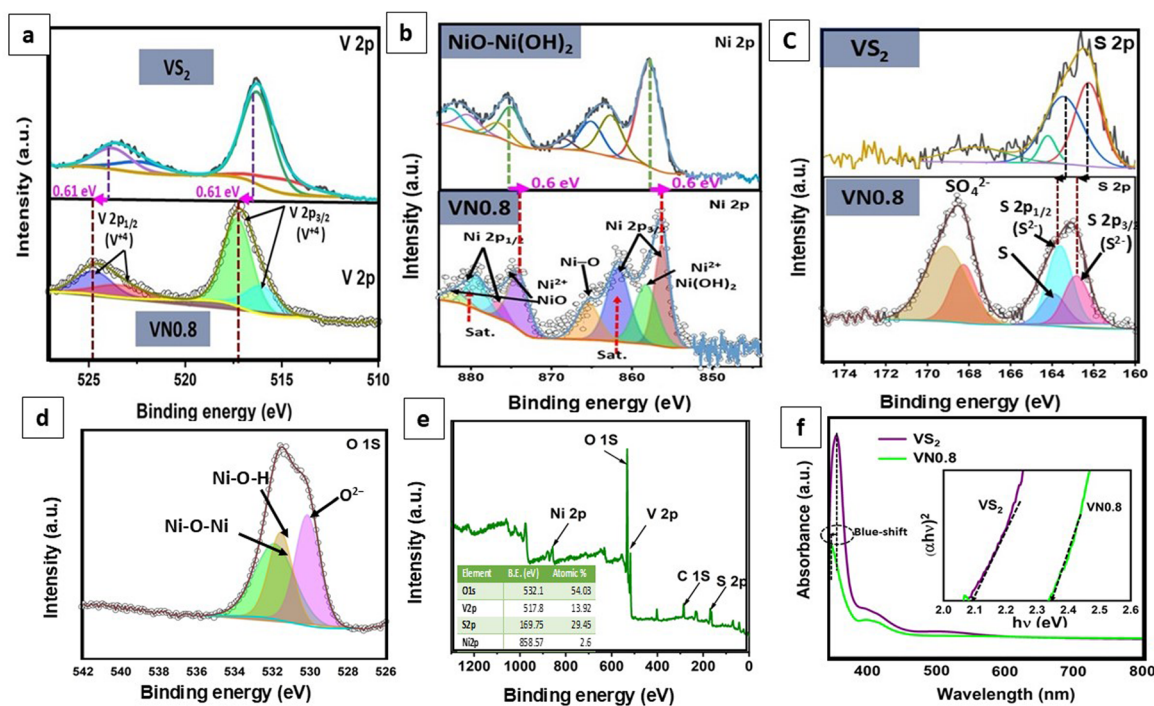 a
VS2
V 2p
0.61 eV
0.61 eV
V 2p1/2
(V+4)
V 2p3/2
(V+4)
V 2p
VN0.8
525
520
515
510
Binding energy (eV)
Intensity (a.u.)
b
NiO-Ni(OH)2
Ni 2p
0.6 eV
0.6 eV
VN0.8
Ni 2p
Ni 2p1/2
Ni 2p3/2
Ni–O
Ni2+
NiO
Ni2+
Ni(OH)2
Sat.
Sat.
880
870
860
850
Binding energy (eV)
Intensity (a.u.)
c
VS2
S 2p
VN0.8
SO42-
S 2p
S 2p1/2
(S2-)
S 2p3/2
(S2-)
S
175 174
170
168
166
164
162
160
Binding energy (eV)
Intensity (a.u.)
d
O 1S
Ni-O-H
Ni-O-Ni
O2−
542
540
538
536
534
532
530
528
526
Binding energy (eV)
Intensity (a.u.)
e
O 1S
Ni 2p
V 2p
C 1S
S 2p
Element B.E. (eV) Atomic %
O1s 532.1 54.03
V2p 517.8 13.92
S2p 169.75 29.45
Ni2p 858.57 2.6
1200
1000
800
600
400
200
0
Binding energy (eV)
Intensity (a.u.)
f
VS2
VN0.8
Blue-shift
VS2
VN0.8
(αhν)2
2.0 2.1 2.2 2.3 2.4 2.5 2.6
hν (eV)
400
500
600
700
800
Wavelength (nm)
Absorbance (a.u.)